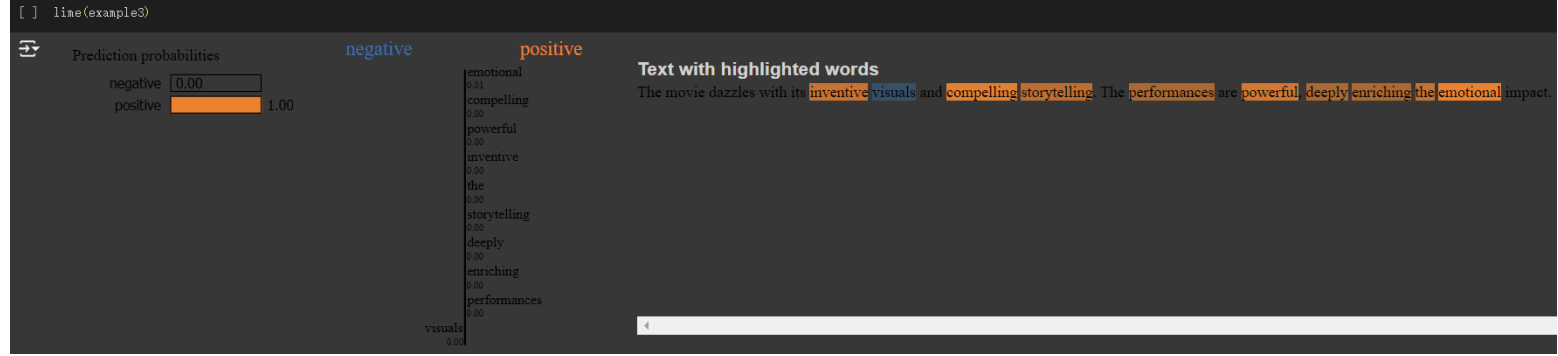 [ ] lime(example3)
Prediction probabilities
negative 0.00
positive 1.00
negative positive
emotional
0.01
compelling
0.00
powerful
0.00
inventive
0.00
the
0.00
storytelling
0.00
deeply
0.00
enriching
0.00
performances
0.00
visuals
0.00
Text with highlighted words
The movie dazzles with its inventive visuals and compelling storytelling. The performances are powerful, deeply enriching the emotional impact.